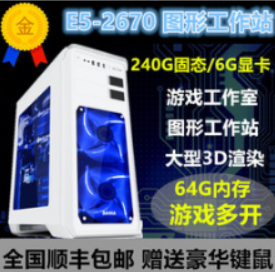 金
E5-2670 图形工作站
240G固态/6G显卡
游戏工作室
图形工作站
大型3D渲染
64G内存
游戏多开
全国顺丰包邮 赠送豪华键鼠